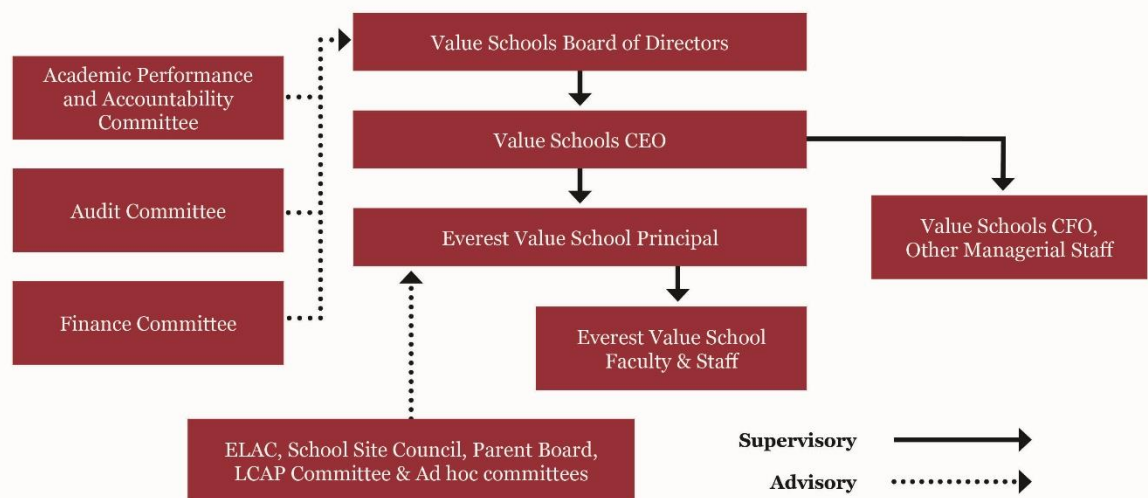 Value Schools Board of Directors
Academic Performance
and Accountability
Committee
Value Schools CEO
Audit Committee
Everest Value School Principal
Value Schools CFO,
Other Managerial Staff
Finance Committee
Everest Value School
Faculty & Staff
ELAC, School Site Council, Parent Board,
LCAP Committee & Ad hoc committees
Supervisory
Advisory